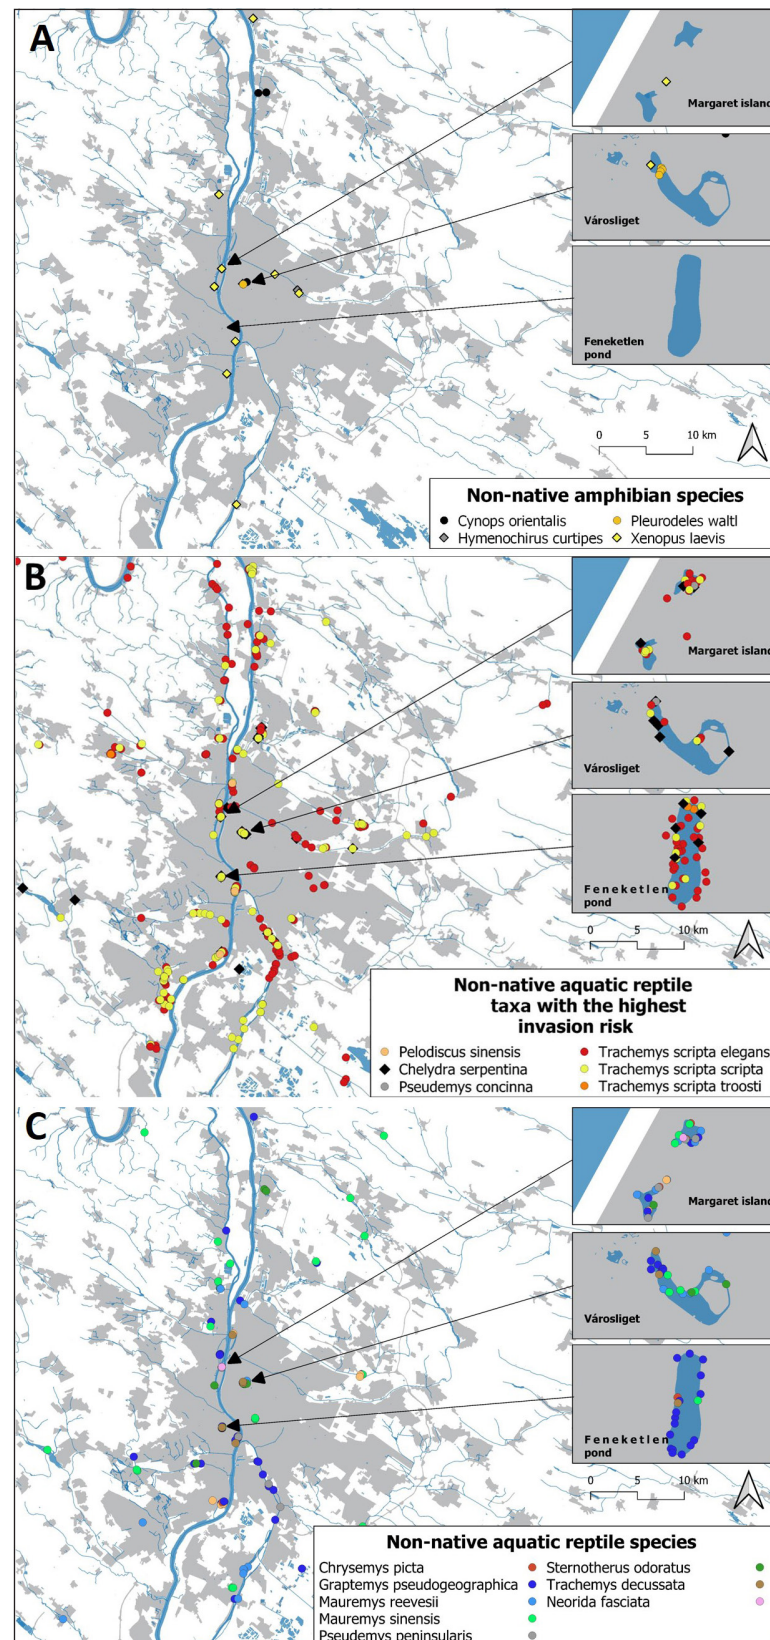 A
Margaret island
Városliget
Feneketlen
pond
0 5 10 km
Non-native amphibian species
Cynops orientalis Pleurodeles waltl
Hymenochirus curtipes Xenopus laevis
B
Margaret island
Városliget
Feneketlen
pond
0 5 10 km
Non-native aquatic reptile
taxa with the highest
invasion risk
Pelodiscus sinensis Trachemys scripta elegans
Chelydra serpentina Trachemys scripta scripta
Pseudemys concinna Trachemys scripta troosti
C
Margaret island
Városliget
Feneketlen
pond
0 5 10 km
Non-native aquatic reptile species
Chrysemys picta Sternotherus odoratus
Graptemys pseudogeographica Trachemys decussata
Mauremys reevesii Neorida fasciata
Mauremys sinensis
Pseudemys peninsularis